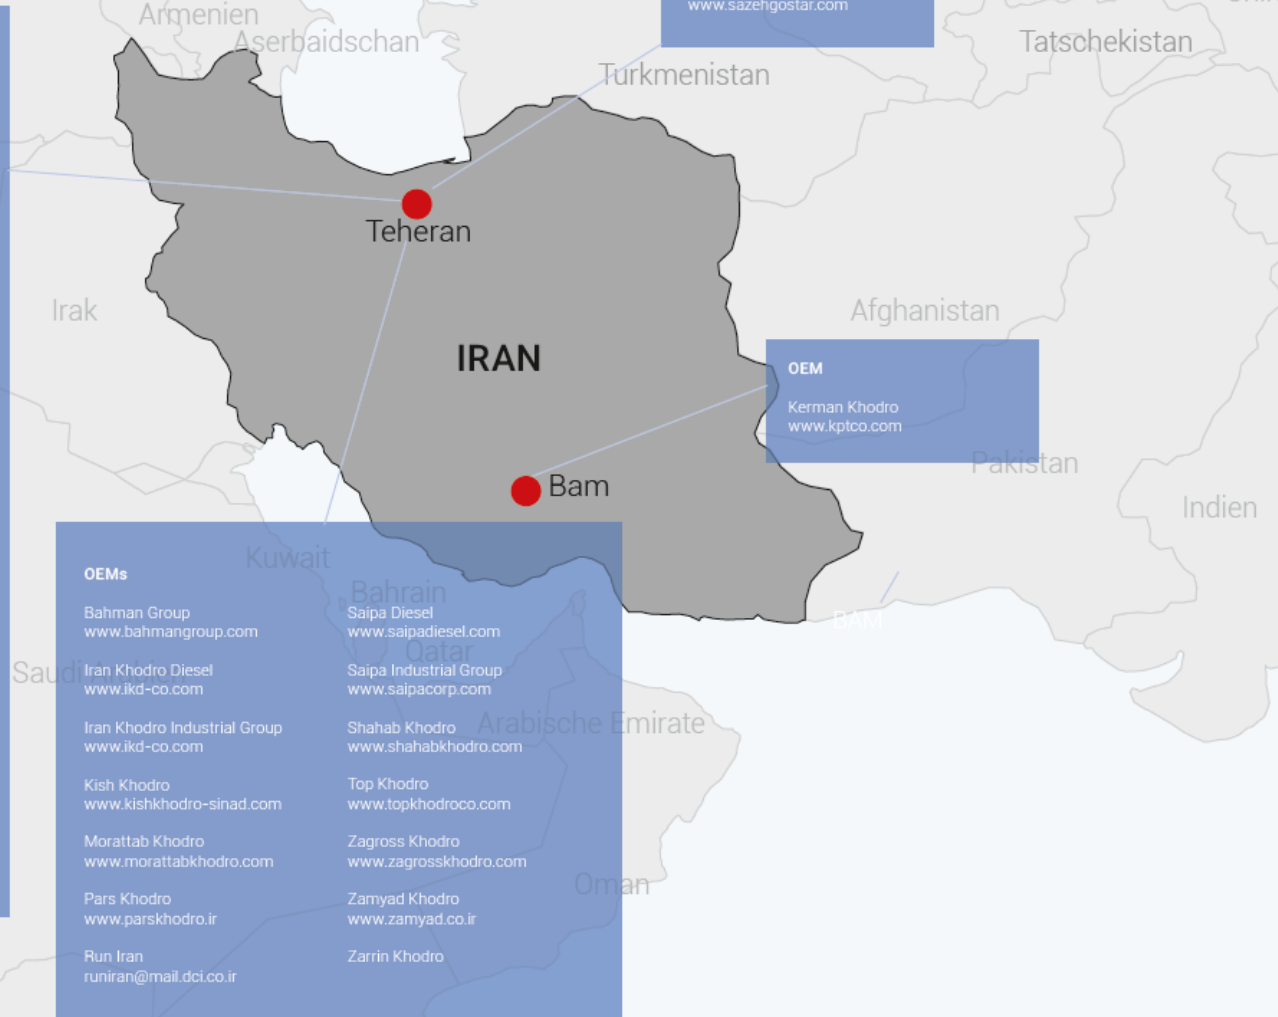 www.sazehgostar.com
Armenien
Aserbaidschan
Turkmenistan
Tatschekistan
Teheran
Irak
Afghanistan
IRAN
OEM
Kerman Khodro
www.kptco.com
Pakistan
Bam
Indien
Kuwait
Bahrain
Qatar
BAM
Saudi Arabien
Arabische Emirate
Oman
OEMs
Bahman Group
www.bahmangroup.com
Iran Khodro Diesel
www.ikd-co.com
Iran Khodro Industrial Group
www.ikd-co.com
Kish Khodro
www.kishkhodro-sinad.com
Morattab Khodro
www.morattabkhodro.com
Pars Khodro
www.parskhodro.ir
Run Iran
runiran@mail.dci.co.ir
Saipa Diesel
www.saipadiesel.com
Saipa Industrial Group
www.saipacorp.com
Shahab Khodro
www.shahabkhodro.com
Top Khodro
www.topkhodroco.com
Zagross Khodro
www.zagrosskhodro.com
Zamyad Khodro
www.zamyad.co.ir
Zarrin Khodro